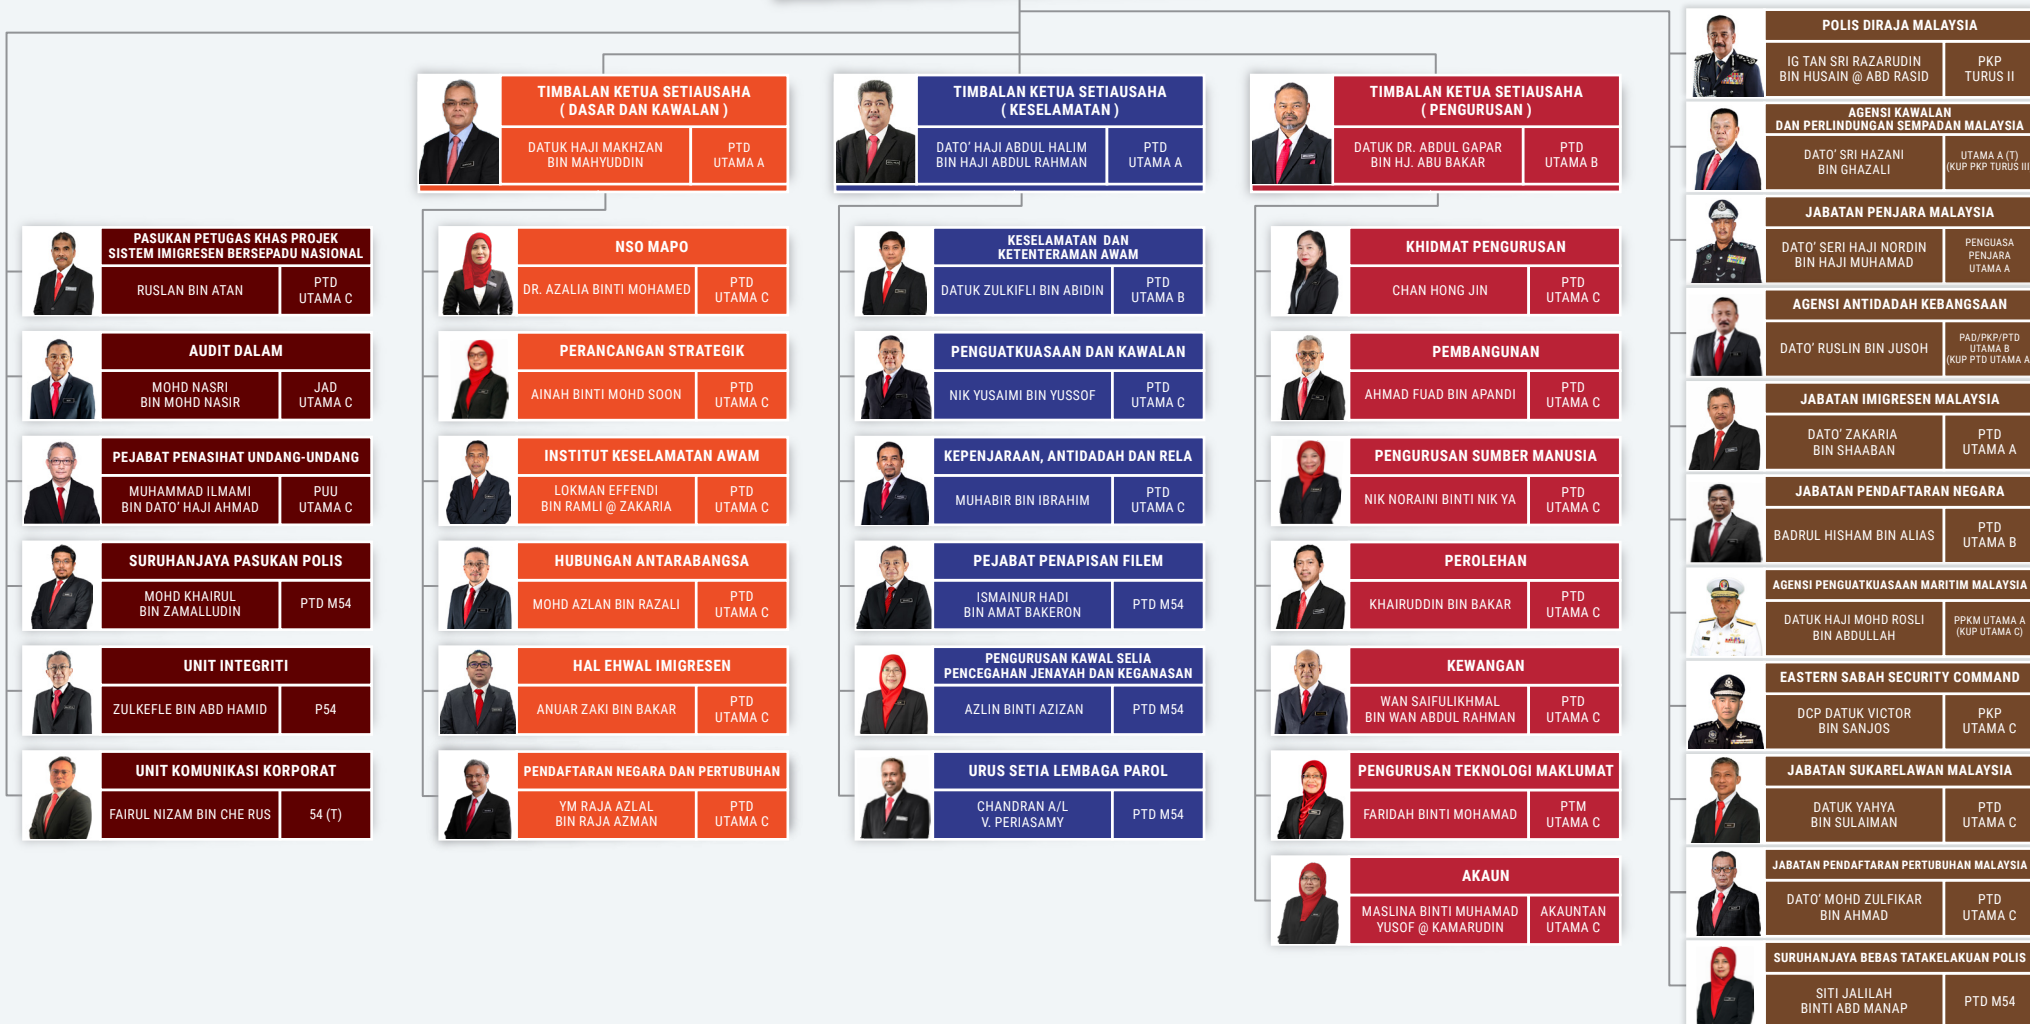 TIMBALAN KETUA SETIAUSAHA
( DASAR DAN KAWALAN )
DATUK HAJI MAKHZAN
BIN MAHYUDDIN
PTD
UTAMA A
TIMBALAN KETUA SETIAUSAHA
( KESELAMATAN )
DATO' HAJI ABDUL HALIM
BIN HAJI ABDUL RAHMAN
PTD
UTAMA A
TIMBALAN KETUA SETIAUSAHA
( PENGURUSAN )
DATUK DR. ABDUL GAPAR
BIN HJ. ABU BAKAR
PTD
UTAMA B
PASUKAN PETUGAS KHAS PROJEK
SISTEM IMIGRESEN BERSEPADU NASIONAL
RUSLAN BIN ATAN
PTD
UTAMA C
AUDIT DALAM
MOHD NASRI
BIN MOHD NASIR
JAD
UTAMA C
PEJABAT PENASIHAT UNDANG-UNDANG
MUHAMMAD ILMAMI
BIN DATO' HAJI AHMAD
PUU
UTAMA C
SURUHANJAYA PASUKAN POLIS
MOHD KHAIRUL
BIN ZAMALLUDIN
PTD M54
UNIT INTEGRITI
ZULKEFLE BIN ABD HAMID
P54
UNIT KOMUNIKASI KORPORAT
FAIRUL NIZAM BIN CHE RUS
54 (T)
NSO MAPO
DR. AZALIA BINTI MOHAMED
PTD
UTAMA C
PERANCANGAN STRATEGIK
AINAH BINTI MOHD SOON
PTD
UTAMA C
INSTITUT KESELAMATAN AWAM
LOKMAN EFFENDI
BIN RAMLI @ ZAKARIA
PTD
UTAMA C
HUBUNGAN ANTARABANGSA
MOHD AZLAN BIN RAZALI
PTD
UTAMA C
HAL EHWAL IMIGRESEN
ANUAR ZAKI BIN BAKAR
PTD
UTAMA C
PENDAFTARAN NEGARA DAN PERTUBUHAN
YM RAJA AZLAL
BIN RAJA AZMAN
PTD
UTAMA C
KESELAMATAN DAN
KETENTERAMAN AWAM
DATUK ZULKIFLI BIN ABIDIN
PTD
UTAMA B
PENGUATKUASAAN DAN KAWALAN
NIK YUSAIMI BIN YUSSOF
PTD
UTAMA C
KEPENJARAAN, ANTIDADAH DAN RELA
MUHABIR BIN IBRAHIM
PTD
UTAMA C
PEJABAT PENAPISAN FILEM
ISMAINUR HADI
BIN AMAT BAKERON
PTD M54
PENGURUSAN KAWAL SELIA
PENCEGAHAN JENAYAH DAN KEGANASAN
AZLIN BINTI AZIZAN
PTD M54
URUS SETIA LEMBAGA PAROL
CHANDRAN A/L
V. PERIASAMY
PTD M54
KHIDMAT PENGURUSAN
CHAN HONG JIN
PTD
UTAMA C
PEMBANGUNAN
AHMAD FUAD BIN APANDI
PTD
UTAMA C
PENGURUSAN SUMBER MANUSIA
NIK NORAINI BINTI NIK YA
PTD
UTAMA C
PEROLEHAN
KHAIRUDDIN BIN BAKAR
PTD
UTAMA C
KEWANGAN
WAN SAIFULIKHMAL
BIN WAN ABDUL RAHMAN
PTD
UTAMA C
PENGURUSAN TEKNOLOGI MAKLUMAT
FARIDAH BINTI MOHAMAD
PTM
UTAMA C
AKAUN
MASLINA BINTI MUHAMAD
YUSOF @ KAMARUDIN
AKAUNTAN
UTAMA C
POLIS DIRAJA MALAYSIA
IG TAN SRI RAZARUDIN
BIN HUSAIN @ ABD RASID
PKP
TURUS II
AGENSI KAWALAN
DAN PERLINDUNGAN SEMPADAN MALAYSIA
DATO' SRI HAZANI
BIN GHAZALI
UTAMA A (T)
(KUP PKP TURUS III
JABATAN PENJARA MALAYSIA
DATO' SERI HAJI NORDIN
BIN HAJI MUHAMAD
PENGUASA
PENJARA
UTAMA A
AGENSI ANTIDADAH KEBANGSAAN
DATO' RUSLIN BIN JUSOH
PAD/PKP/PTD
UTAMA B
(KUP PTD UTAMA A
JABATAN IMIGRESEN MALAYSIA
DATO' ZAKARIA
BIN SHAABAN
PTD
UTAMA A
JABATAN PENDAFTARAN NEGARA
BADRUL HISHAM BIN ALIAS
PTD
UTAMA B
AGENSI PENGUATKUASAAN MARITIM MALAYSIA
DATUK HAJI MOHD ROSLI
BIN ABDULLAH
PPKM UTAMA A
(KUP UTAMA C)
EASTERN SABAH SECURITY COMMAND
DCP DATUK VICTOR
BIN SANJOS
PKP
UTAMA C
JABATAN SUKARELAWAN MALAYSIA
DATUK YAHYA
BIN SULAIMAN
PTD
UTAMA C
JABATAN PENDAFTARAN PERTUBUHAN MALAYSIA
DATO' MOHD ZULFIKAR
BIN AHMAD
PTD
UTAMA C
SURUHANJAYA BEBAS TATAKELAKUAN POLIS
SITI JALILAH
BINTI ABD MANAP
PTD M54